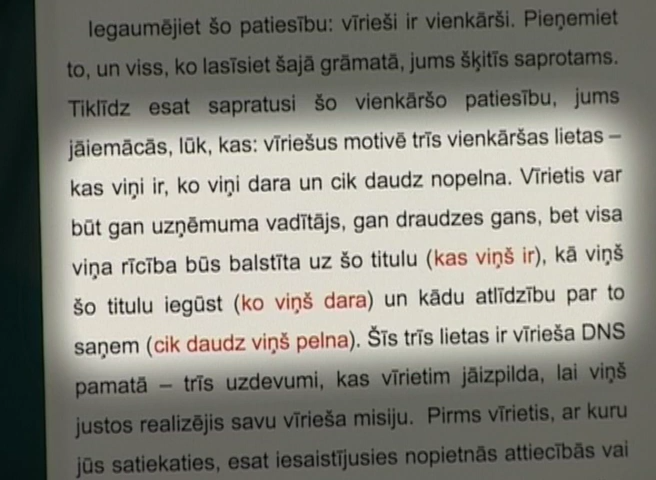 Iegaumējiet šo patiesību: vīrieši ir vienkārši. Pieņemiet
to, un viss, ko lasīsiet šajā grāmatā, jums šķitīs saprotams.
Tiklīdz esat sapratusi šo vienkāršo patiesību, jums
jāiemācās, lūk, kas: vīriešus motivē trīs vienkāršas lietas –
kas viņi ir, ko viņi dara un cik daudz nopelna. Vīrietis var
būt gan uzņēmuma vadītājs, gan draudzes gans, bet visa
viņa rīcība būs balstīta uz šo titulu (kas viņš ir), kā viņš
šo titulu iegūst (ko viņš dara) un kādu atlīdzību par to
saņem (cik daudz viņš pelna). Šīs trīs lietas ir vīrieša DNS
pamatā – trīs uzdevumi, kas vīrietim jāizpilda, lai viņš
justos realizējis savu vīrieša misiju. Pirms vīrietis, ar kuru
jūs satiekaties, esat iesaistījusies nopietnās attiecībās vai